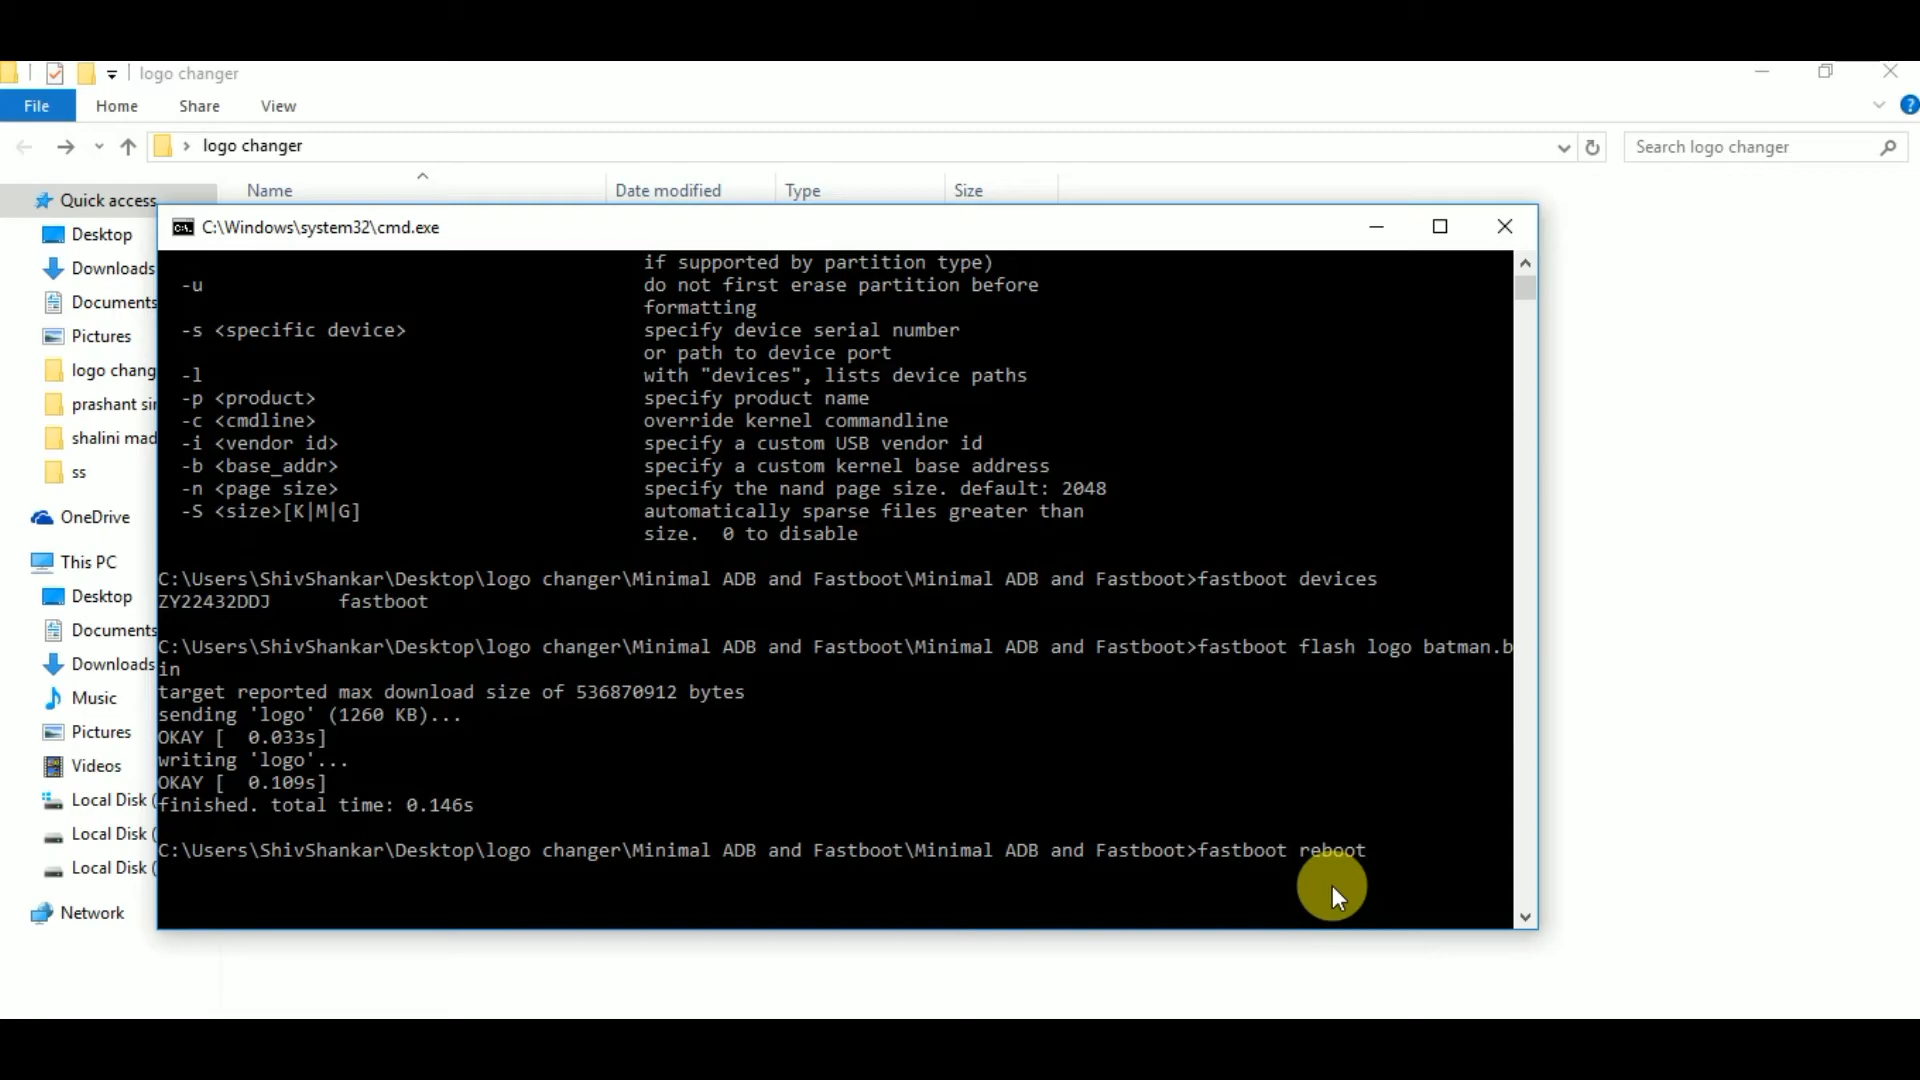 logo changer
File Home Share View
logo changer Search logo changer
Name Date modified Type Size
Quick access
Desktop
Downloads
Documents
Pictures
logo chang
prashant sin
shalini mad
ss
OneDrive
This PC
Desktop
Documents
Downloads
Music
Pictures
Videos
Local Disk (
Local Disk (
Local Disk (
Network
C:\Windows\system32\cmd.exe
if supported by partition type)
-u do not first erase partition before
formatting
-s <specific device> specify device serial number
or path to device port
-l with "devices", lists device paths
-p <product> specify product name
-c <cmdline> override kernel commandline
-i <vendor id> specify a custom USB vendor id
-b <base_addr> specify a custom kernel base address
-n <page size> specify the nand page size. default: 2048
-S <size>[K|M|G] automatically sparse files greater than
size. 0 to disable
C:\Users\ShivShankar\Desktop\logo changer\Minimal ADB and Fastboot\Minimal ADB and Fastboot>fastboot devices
ZY22432DDJ fastboot
C:\Users\ShivShankar\Desktop\logo changer\Minimal ADB and Fastboot\Minimal ADB and Fastboot>fastboot flash logo batman.b
in
target reported max download size of 536870912 bytes
sending 'logo' (1260 KB)...
OKAY [ 0.033s]
writing 'logo'...
OKAY [ 0.109s]
finished. total time: 0.146s
C:\Users\ShivShankar\Desktop\logo changer\Minimal ADB and Fastboot\Minimal ADB and Fastboot>fastboot reboot